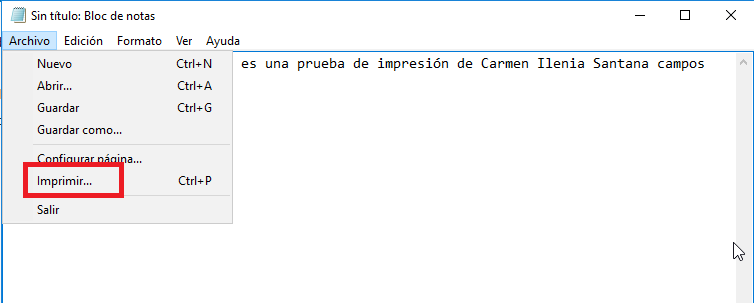 Sin título: Bloc de notas
Archivo Edición Formato Ver Ayuda
es una prueba de impresión de Carmen Ilenia Santana campos
Nuevo Ctrl+N
Abrir... Ctrl+A
Guardar Ctrl+G
Guardar como...
Configurar página...
Imprimir... Ctrl+P
Salir